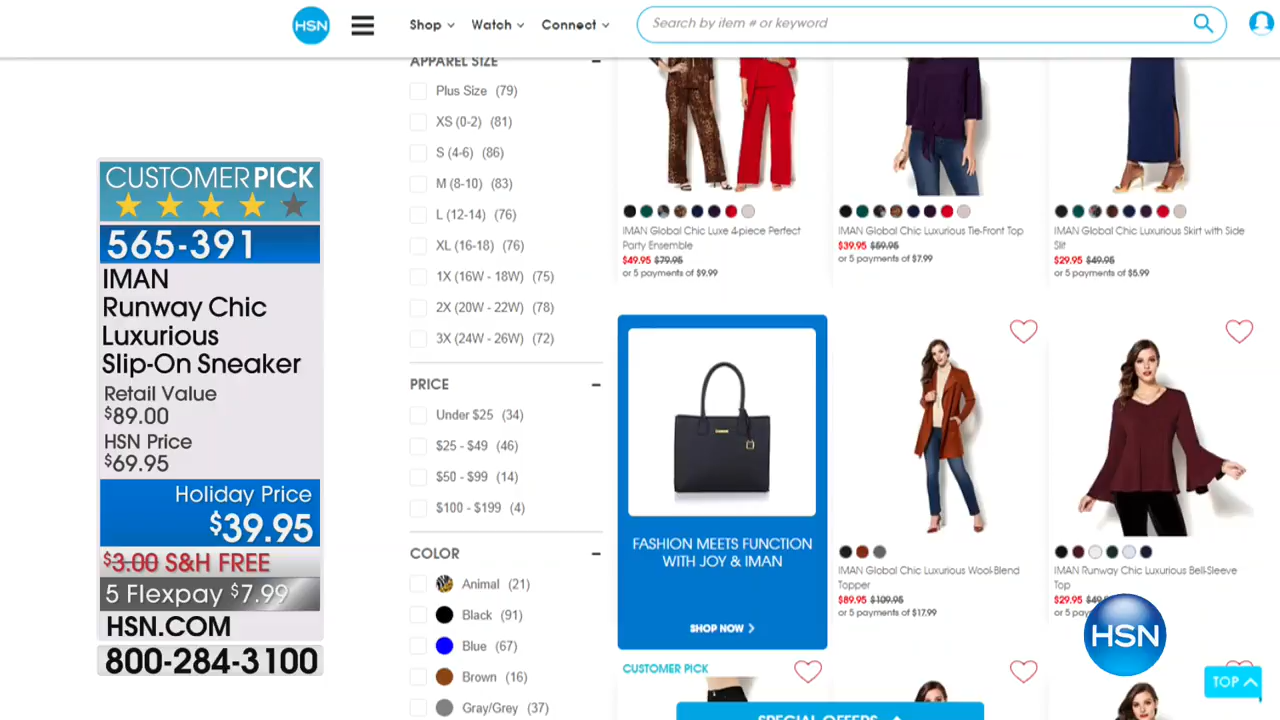 HSN
Shop
Watch
Connect
Search by item # or keyword
CUSTOMER PICK
565-391
IMAN
Runway Chic
Luxurious
Slip-On Sneaker
Retail Value
$89.00
HSN Price
$69.95
Holiday Price
$39.95
$3.00 S&H FREE
5 Flexpay $7.99
HSN.COM
800-284-3100
APPAREL SIZE
Plus Size (79)
XS (0-2) (81)
S (4-6) (86)
M (8-10) (83)
L (12-14) (76)
XL (16-18) (76)
1X (16W - 18W) (75)
2X (20W - 22W) (78)
3X (24W - 26W) (72)
PRICE
Under $25 (34)
$25 - $49 (46)
$50 - $99 (14)
$100 - $199 (4)
COLOR
Animal (21)
Black (91)
Blue (67)
Brown (16)
Gray/Grey (37)
IMAN Global Chic Luxe 4-piece Perfect
Party Ensemble
$49.95 $79.95
or 5 payments of $9.99
IMAN Global Chic Luxurious Tie-Front Top
$39.95 $59.95
or 5 payments of $7.99
IMAN Global Chic Luxurious Skirt with Side
Slit
$29.95 $49.95
or 5 payments of $5.99
FASHION MEETS FUNCTION
WITH JOY & IMAN
SHOP NOW
IMAN Global Chic Luxurious Wool-Blend
Topper
$89.95 $109.95
or 5 payments of $17.99
IMAN Runway Chic Luxurious Bell-Sleeve
Top
$29.95
or 5
HSN
CUSTOMER PICK
SPECIAL OFFERS
TOP